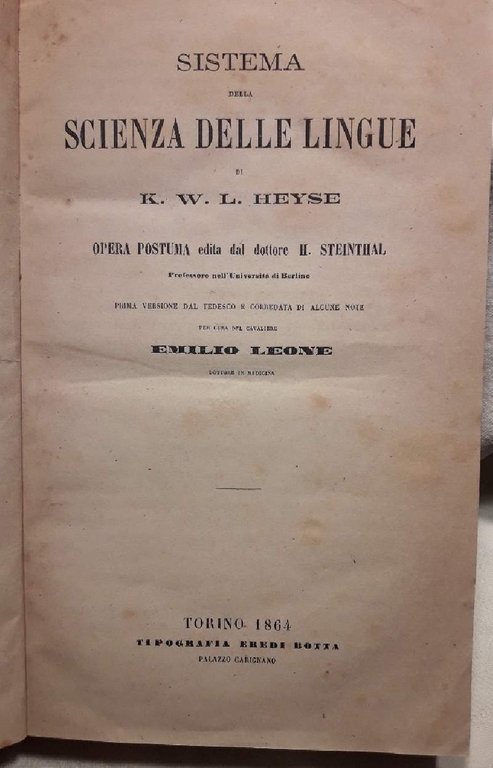 SISTEMA
DELLA
SCIENZA DELLE LINGUE
DI
K. W. L. HEYSE
OPERA POSTUMA edita dal dottore H. STEINTHAL
Professore nell'Università di Berlino
PRIMA VERSIONE DAL TEDESCO E CORREDATA DI ALCUNE NOTE
PER CURA DEL CAVALIERE
EMILIO LEONE
DOTTORE IN MEDICINA
TORINO 1864
TIPOGRAFIA EREDI BOTTA
PALAZZO CARIGNANO